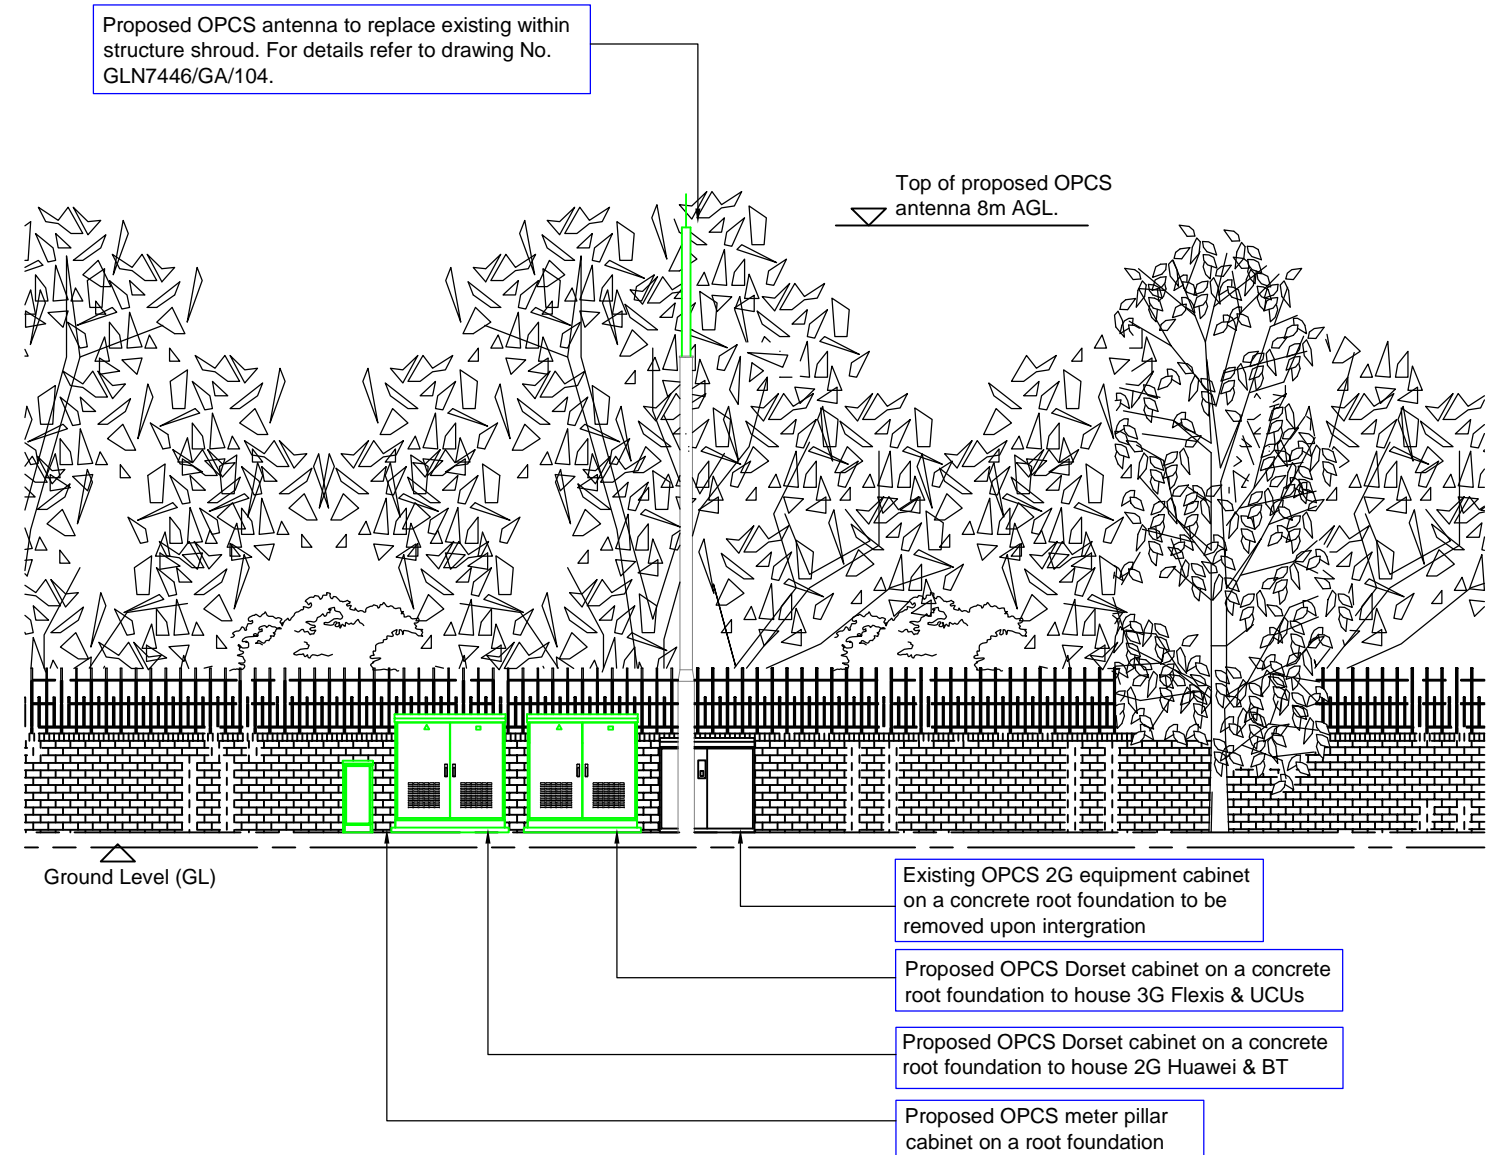 Proposed OPCS antenna to replace existing within
structure shroud. For details refer to drawing No.
GLN7446/GA/104.
Top of proposed OPCS
antenna 8m AGL.
Ground Level (GL)
Existing OPCS 2G equipment cabinet
on a concrete root foundation to be
removed upon intergration
Proposed OPCS Dorset cabinet on a concrete
root foundation to house 3G Flexis & UCUs
Proposed OPCS Dorset cabinet on a concrete
root foundation to house 2G Huawei & BT
Proposed OPCS meter pillar
cabinet on a root foundation